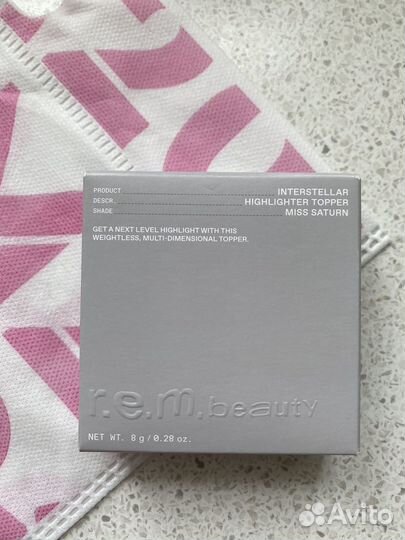 PRODUCT INTERSTELLAR
DESCR. HIGHLIGHTER TOPPER
SHADE MISS SATURN
GET A NEXT LEVEL HIGHLIGHT WITH THIS
WEIGHTLESS, MULTI-DIMENSIONAL TOPPER.
r.e.m.beauty
NET WT. 8 g / 0.28 oz.
Avito